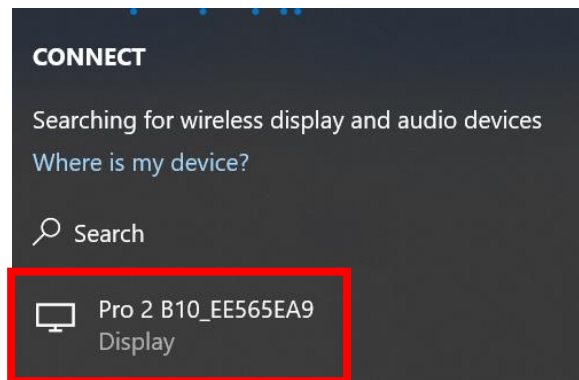 CONNECT
Searching for wireless display and audio devices
Where is my device?
Search
Pro 2 B10_EE565EA9
Display